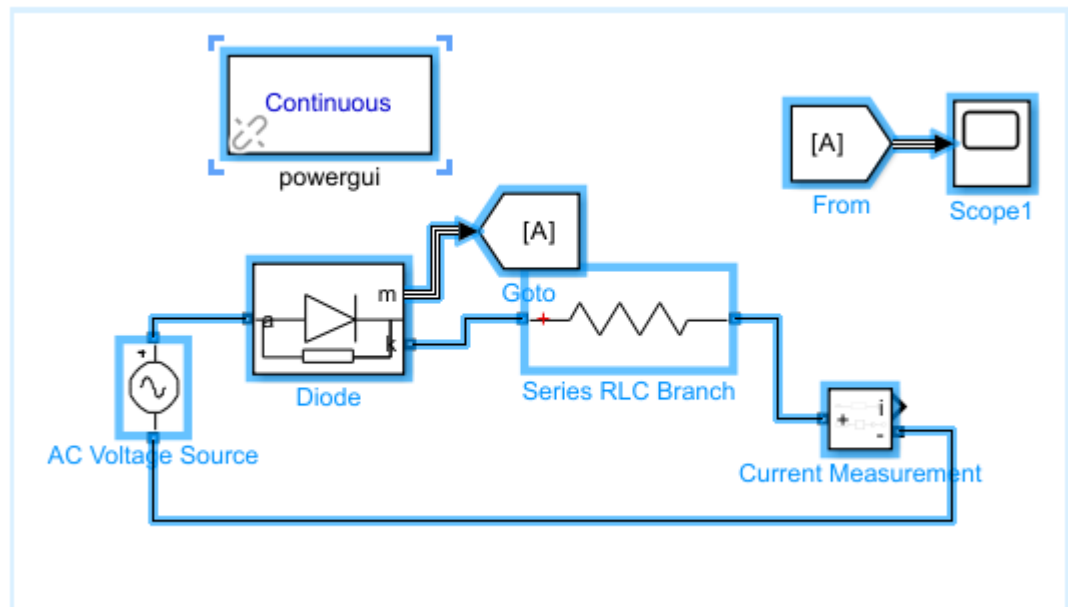 Continuous
powergui
[A]
From
Scope1
[A]
Goto
a
m
k
Diode
+
Series RLC Branch
+
AC Voltage Source
+
i
-
Current Measurement